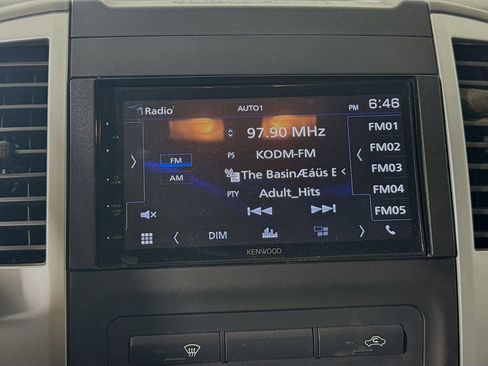 Radio
AUTO1
PM 6:46
97.90 MHz
FM01
FM
PS KODM-FM
FM02
AM
The BasinÆáüs E
FM03
PTY Adult_Hits
FM04
FM05
DIM
KENWOOD